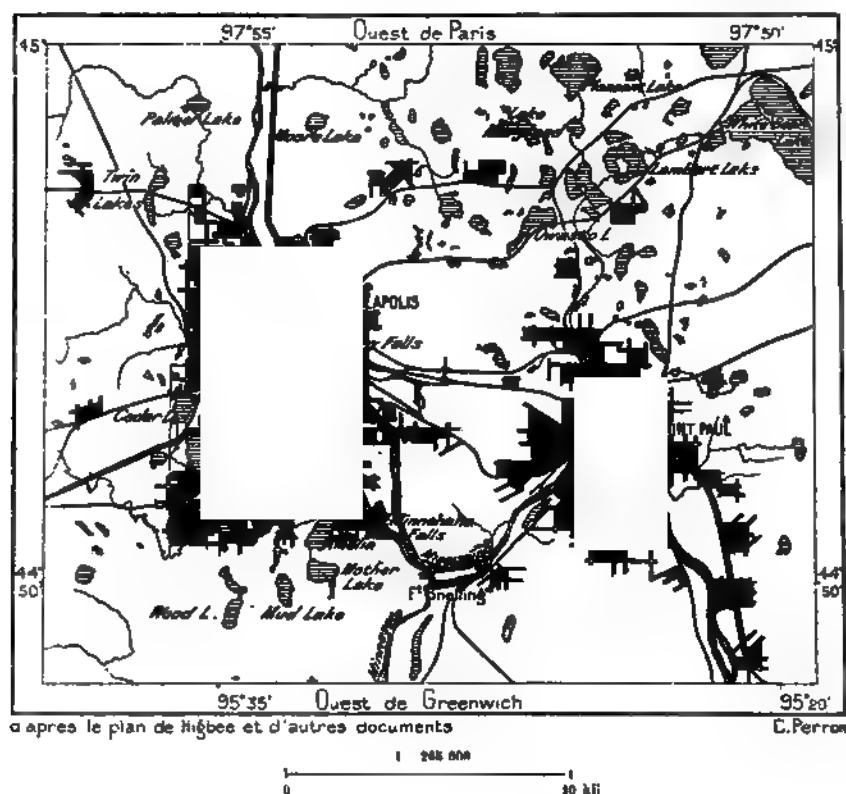 97°55' Ouest de Paris 97°50'
45° 45°
Palmer Lake
Moore Lake
Lake
Twin
Lakes
Lambert Lake
Owasso L
APOLIS
Falls
Cedar
INT PAUL
Minnehaha
Falls
Amelia
Mother
Lake
Ft Snelling
44° 50' 44° 50'
Wood L. Mud Lake
95°35' Ouest de Greenwich 95°20'
d'apres le plan de Higbee et d'autres documents C. Perron
0 10 kil